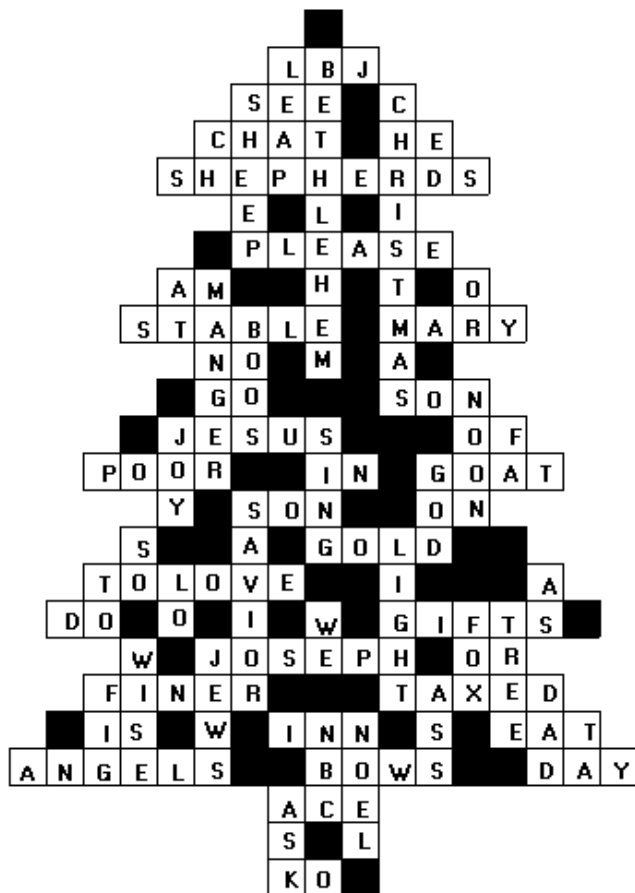 L B J
S E E C
C H A T H E
S H E P H E R D S
E L I
P L E A S E
A M H T O
S T A B L E M A R Y
N O M A
G O S O N
J E S U S O F
P O O R I N G O A T
Y S O N O N
S A G O L D
T O L O V E I A
D O O I W G I F T S
W J O S E P H O R
F I N E R T A X E D
I S W I N N S E A T
A N G E L S B O W S D A Y
A C E
S L
K O